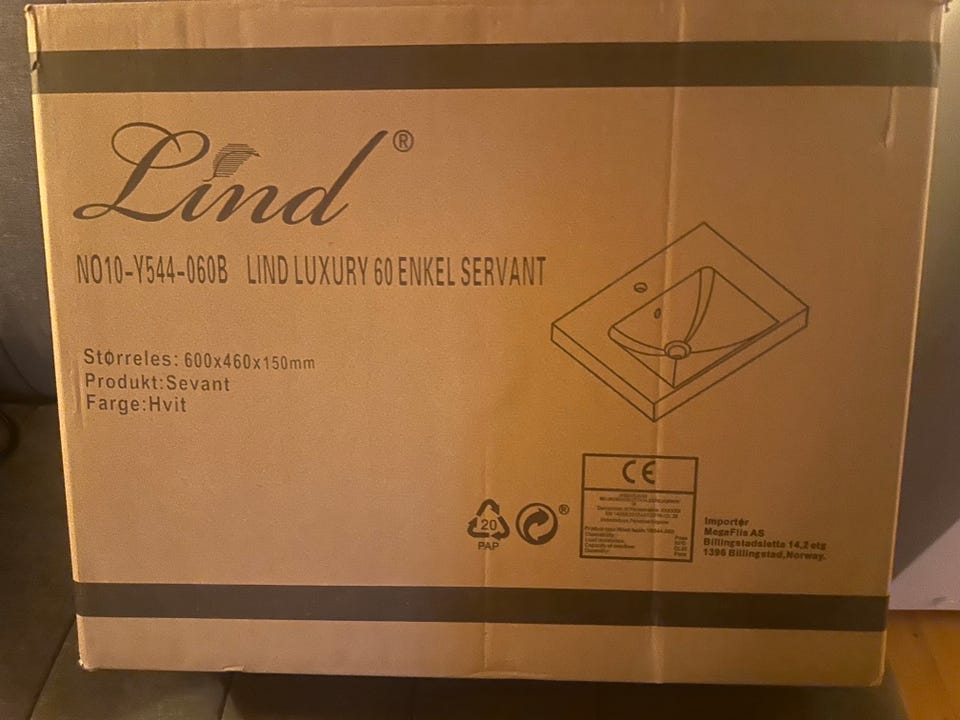 Lind®
NO10-Y544-060B LIND LUXURY 60 ENKEL SERVANT
Størreles: 600x460x150mm
Produkt:Sevant
Farge:Hvit
CE
20
PAP
®
Importør
MegaFlis AS
Billingstadsletta 14,2 etg
1396 Billingstad,Norway.